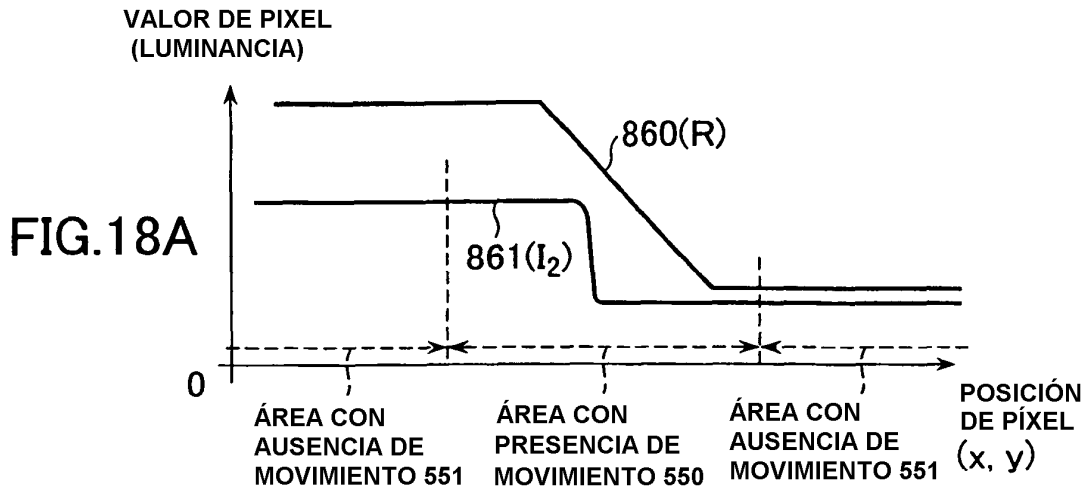 VALOR DE PIXEL
(LUMINANCIA)
860(R)
FIG.18A
861(I₂)
0
ÁREA CON
AUSENCIA DE
MOVIMIENTO 551
ÁREA CON
PRESENCIA DE
MOVIMIENTO 550
ÁREA CON
AUSENCIA DE
MOVIMIENTO 551
POSICIÓN
DE PÍXEL
(x, y)